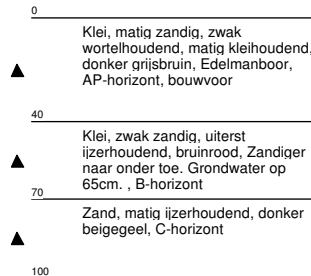 0
Klei, matig zandig, zwak
wortelhoudend, matig kleihoudend,
donker grijsbruin, Edelmanboor,
AP-horizont, bouwvoor
40
Klei, zwak zandig, uiterst
ijzerhoudend, bruinrood, Zandiger
naar onder toe. Grondwater op
65cm. , B-horizont
70
Zand, matig ijzerhoudend, donker
beigegeel, C-horizont
100